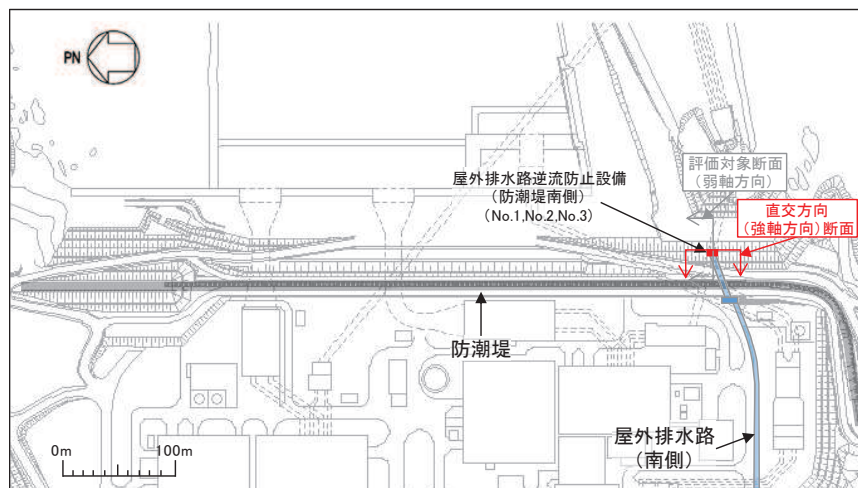 PN
評価対象断面
(弱軸方向)
屋外排水路逆流防止設備
(防潮堤南側)
(No.1,No.2,No.3)
直交方向
(強軸方向)断面
防潮堤
屋外排水路
(南側)
0m
100m